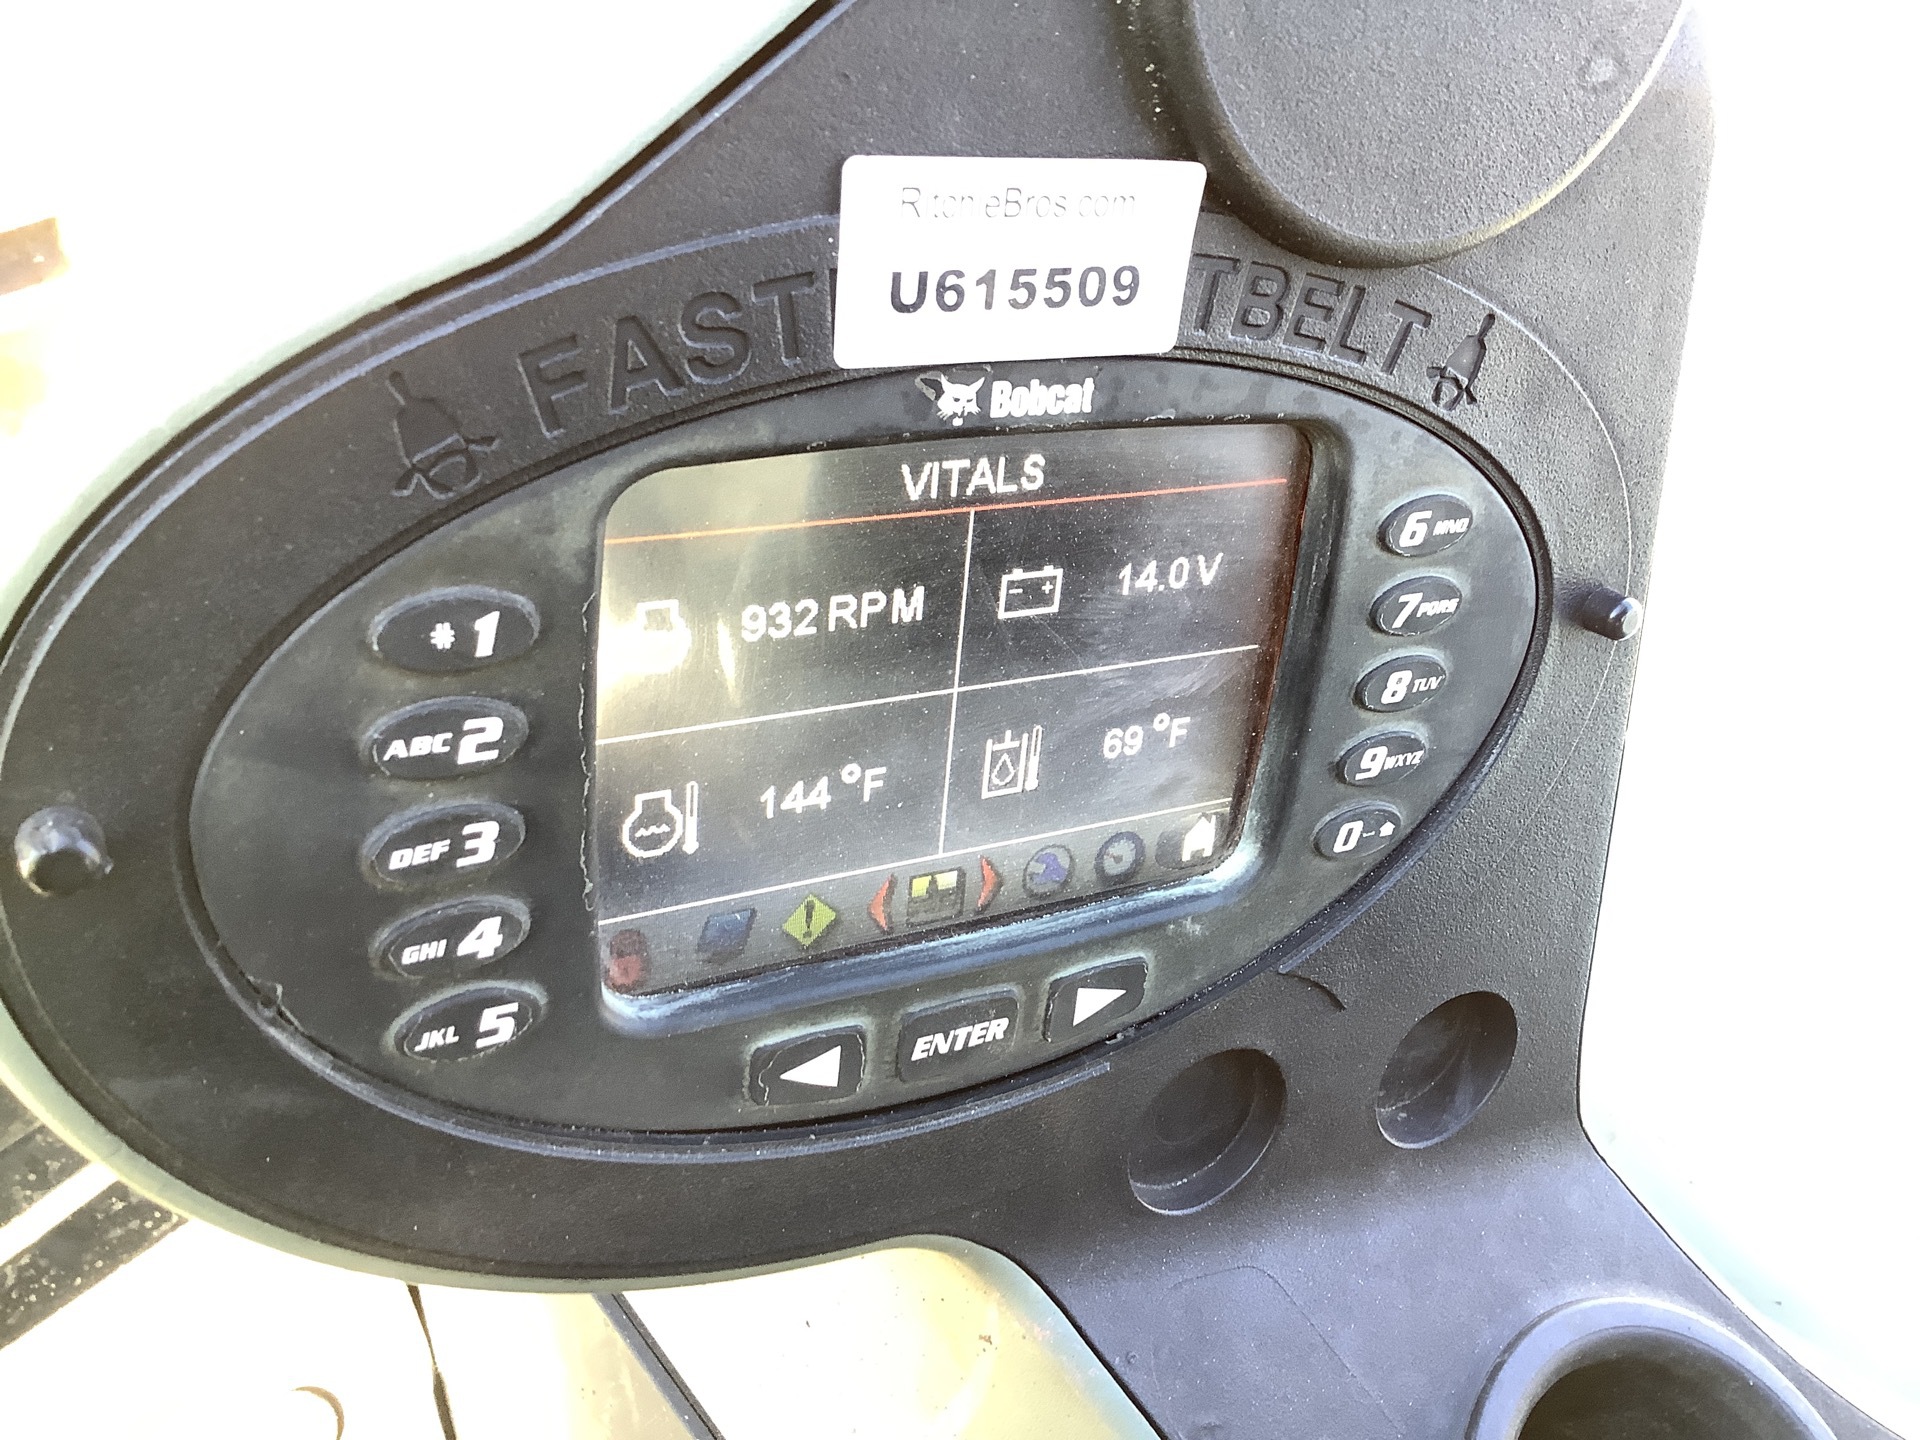 RitchieBros.com
U615509
FAST TBELT
Bobcat
VITALS
932 RPM
14.0 V
144 °F
69 °F
# 1
ABC 2
DEF 3
GHI 4
JKL 5
6 MNO
7 PQRS
8 TUV
9 WXYZ
0
ENTER